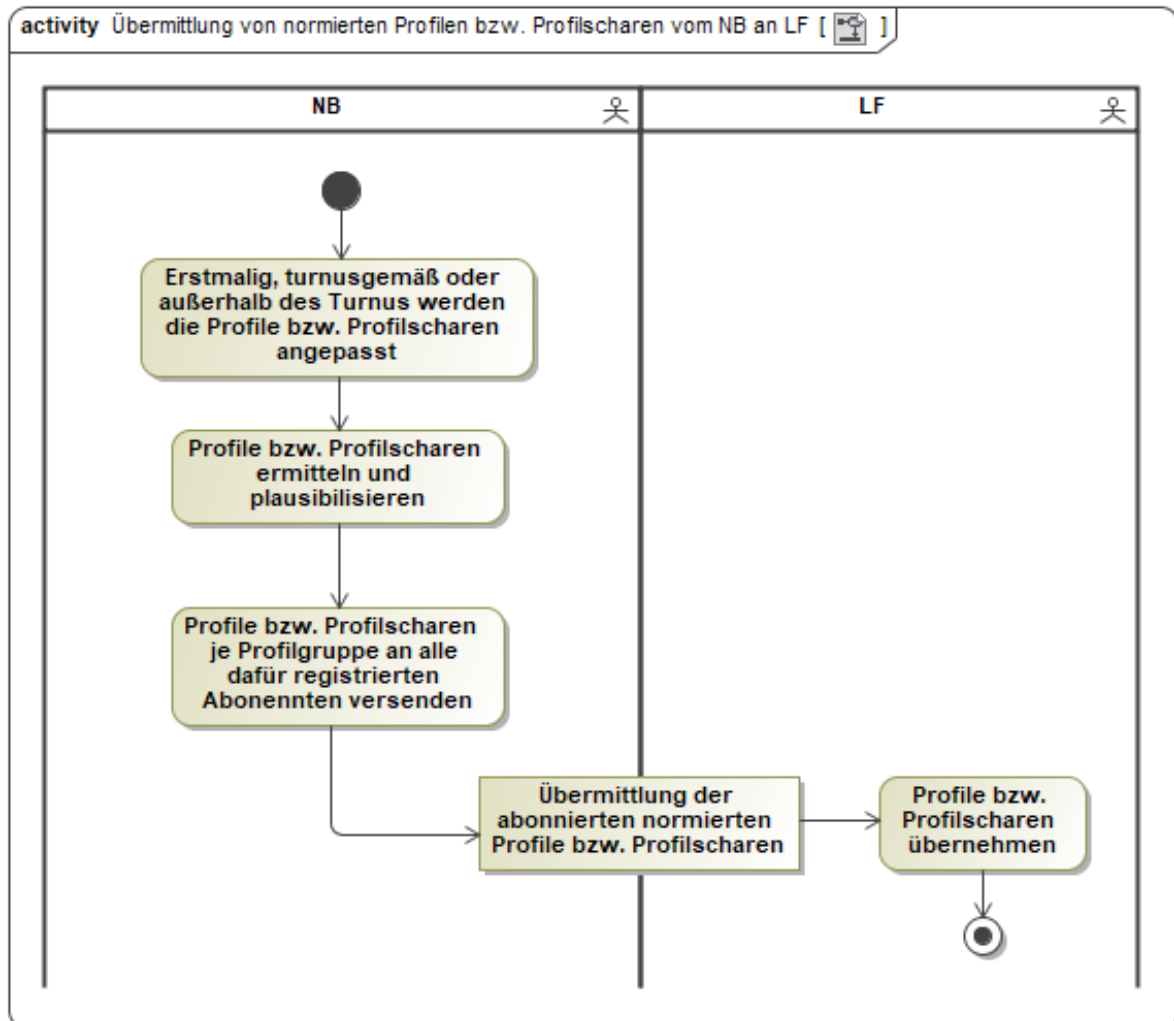 activity Übermittlung von normierten Profilen bzw. Profilscharen vom NB an LF [ ]
NB
LF
Erstmalig, turnusgemäß oder
außerhalb des Turnus werden
die Profile bzw. Profilscharen
angepasst
Profile bzw. Profilscharen
ermitteln und
plausibilisieren
Profile bzw. Profilscharen
je Profilgruppe an alle
dafür registrierten
Abonennten versenden
Übermittlung der
abonnierten normierten
Profile bzw. Profilscharen
Profile bzw.
Profilscharen
übernehmen